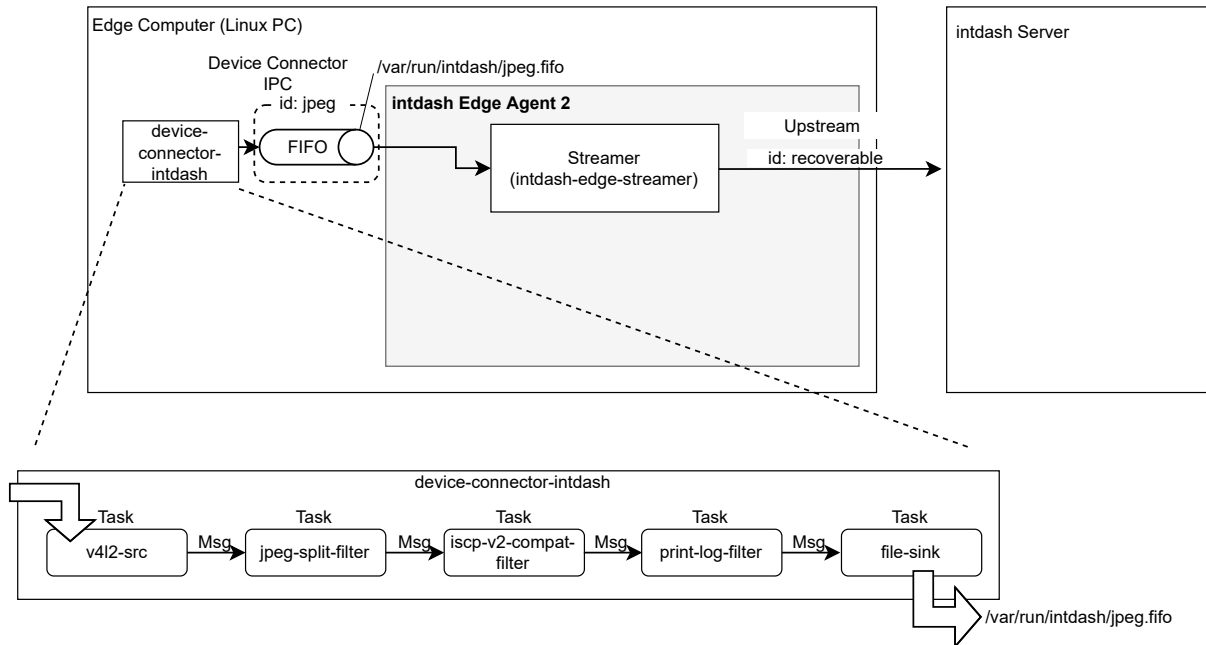 Edge Computer (Linux PC)
intdash Server
Device Connector
IPC
id: jpeg
/var/run/intdash/jpeg.fifo
intdash Edge Agent 2
device-
connector-
intdash
FIFO
Streamer
(intdash-edge-streamer)
Upstream
id: recoverable
device-connector-intdash
Task
v4l2-src
Msg
Task
jpeg-split-filter
Msg
Task
iscp-v2-compat-
filter
Msg
Task
print-log-filter
Msg
Task
file-sink
/var/run/intdash/jpeg.fifo